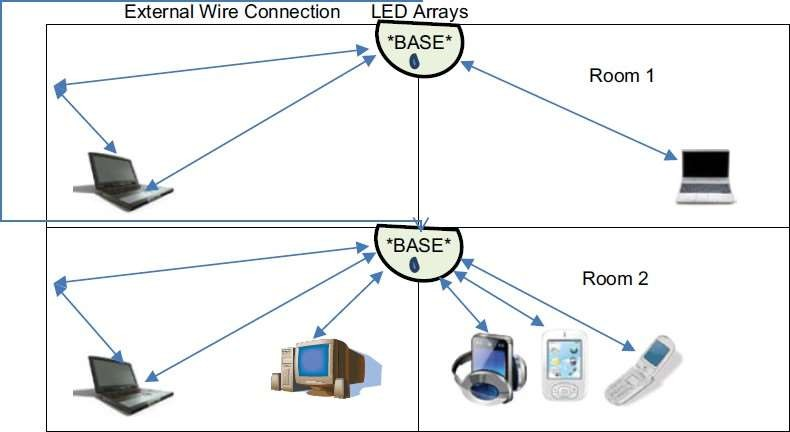 External Wire Connection
LED Arrays
*BASE*
Room 1
*BASE*
Room 2